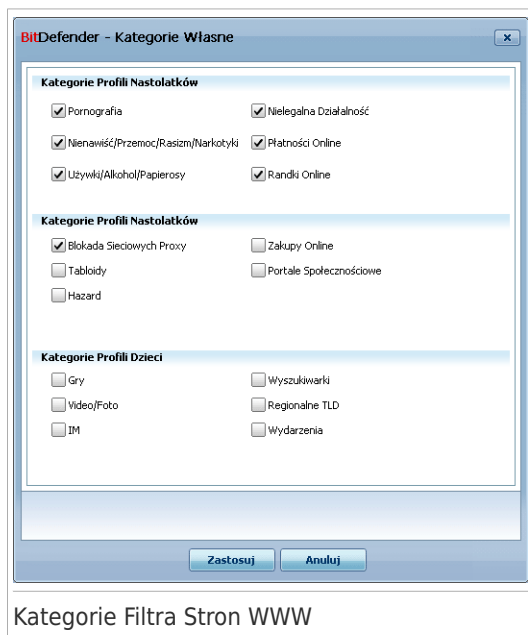 BitDefender - Kategorie Własne
Kategorie Profili Nastolatków
Pornografia
Nielegalna Działalność
Nienawiść/Przemoc/Rasizm/Narkotyki
Płatności Online
Używki/Alkohol/Papierosy
Randki Online
Kategorie Profili Nastolatków
Blokada Sieciowych Proxy
Zakupy Online
Tabloidy
Portale Społecznościowe
Hazard
Kategorie Profili Dzieci
Gry
Wyszukiwarki
Video/Foto
Regionalne TLD
IM
Wydarzenia
Zastosuj
Anuluj
Kategorie Filtra Stron WWW